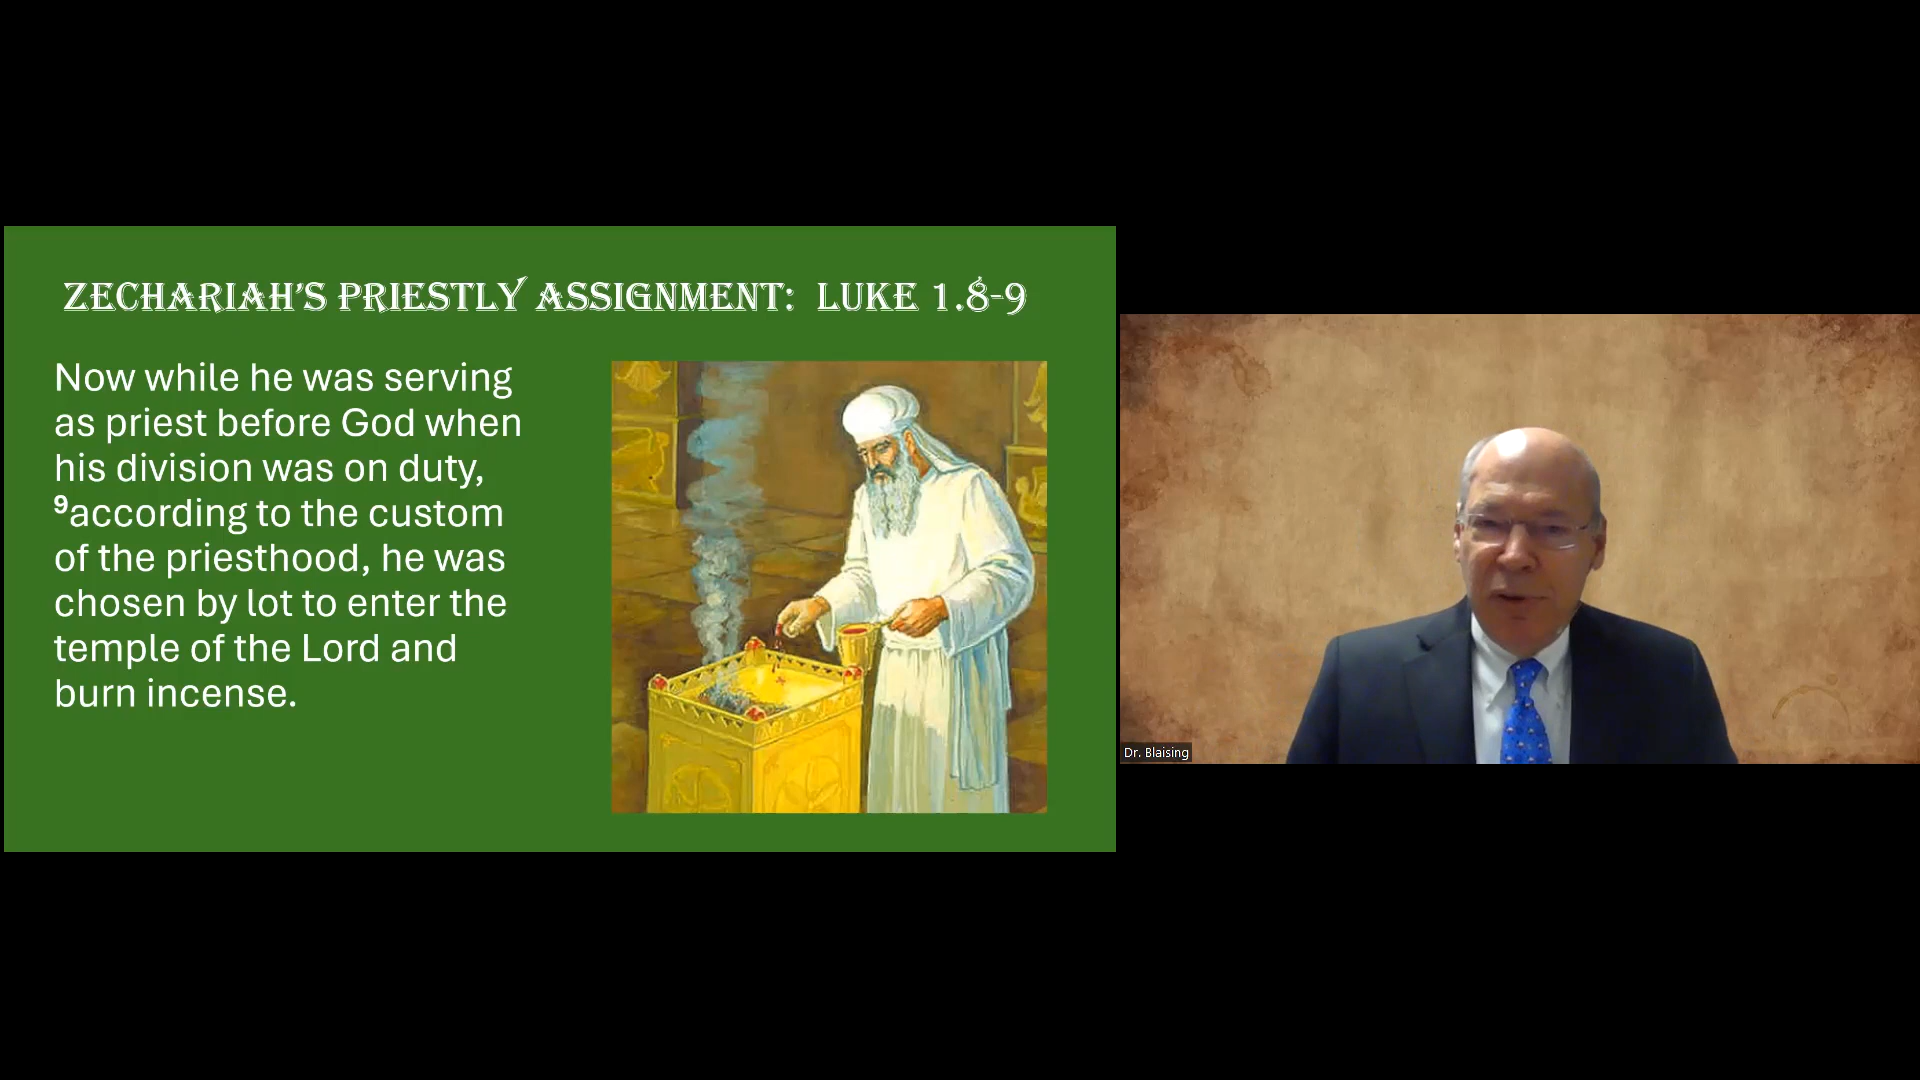 ZECHARIAH'S PRIESTLY ASSIGNMENT: LUKE 1.8-9
Now while he was serving
as priest before God when
his division was on duty,
⁹according to the custom
of the priesthood, he was
chosen by lot to enter the
temple of the Lord and
burn incense.
Dr. Blaising